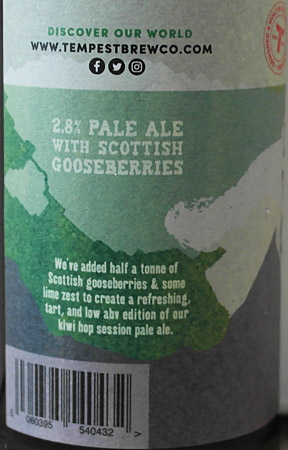 DISCOVER OUR WORLD
WWW.TEMPESTBREWCO.COM
2.8% PALE ALE
WITH SCOTTISH
GOOSEBERRIES
We've added half a tonne of
Scottish gooseberries & some
lime zest to create a refreshing,
tart, and low abv edition of our
kiwi hop session pale ale.
5 060395 540432 >